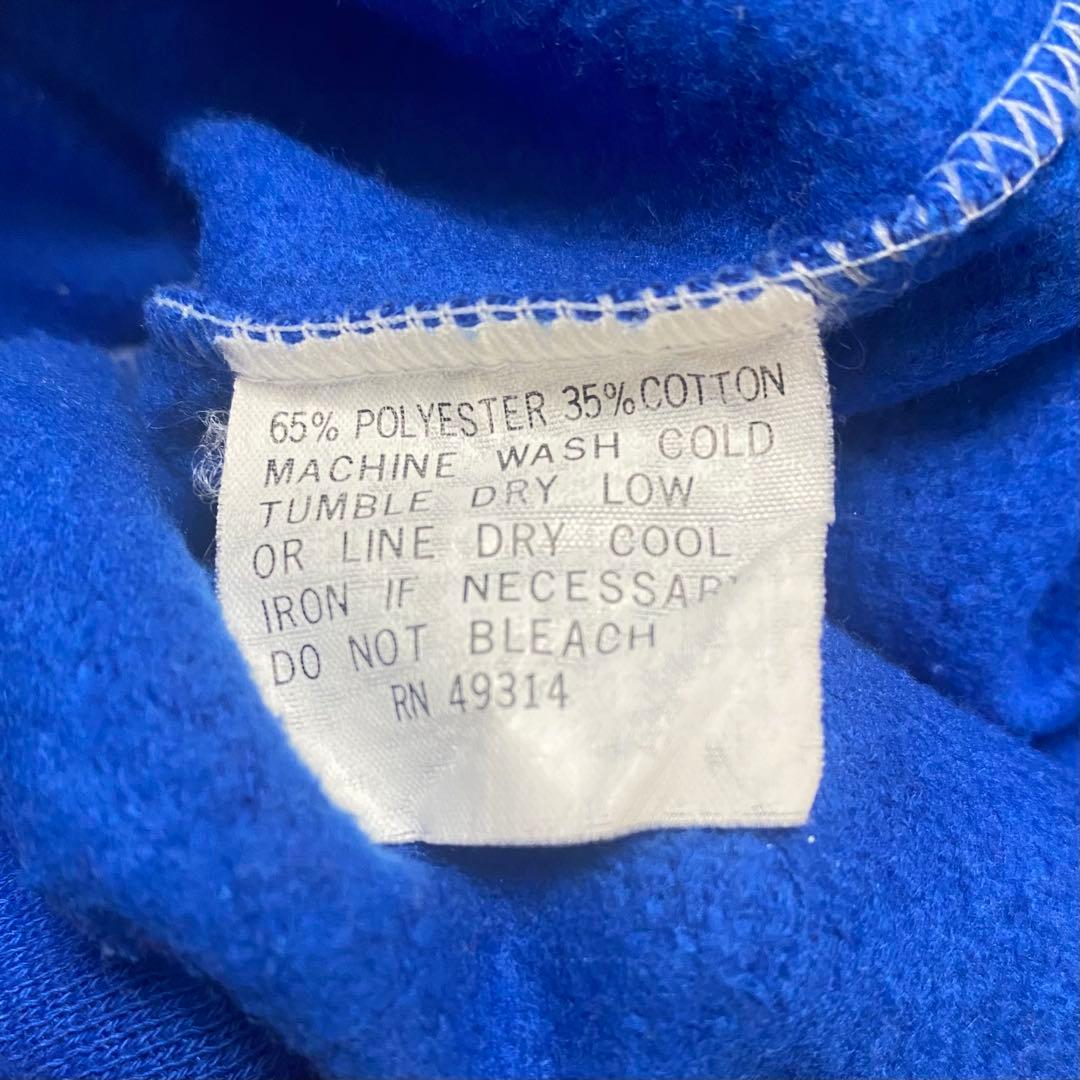 65% POLYESTER 35% COTTON
MACHINE WASH COLD
TUMBLE DRY LOW
OR LINE DRY COOL
IRON IF NECESSARY
DO NOT BLEACH
RN 49314